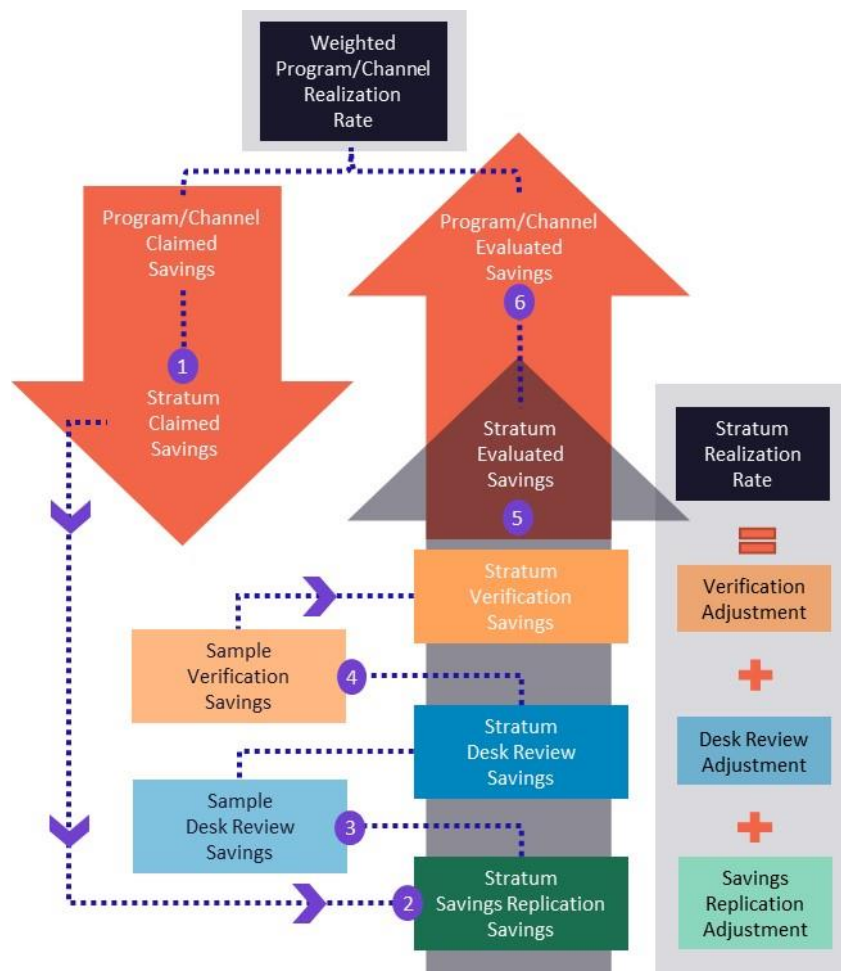 Weighted
Program/Channel
Realization
Rate
Program/Channel
Claimed
Savings
1
Stratum
Claimed
Savings
Program/Channel
Evaluated
Savings
6
Stratum
Evaluated
Savings
5
Stratum
Verification
Savings
Sample
Verification
Savings
4
Stratum
Desk Review
Savings
Sample
Desk Review
Savings
3
2
Stratum
Savings Replication
Savings
Stratum
Realization
Rate
=
Verification
Adjustment
+
Desk Review
Adjustment
+
Savings
Replication
Adjustment